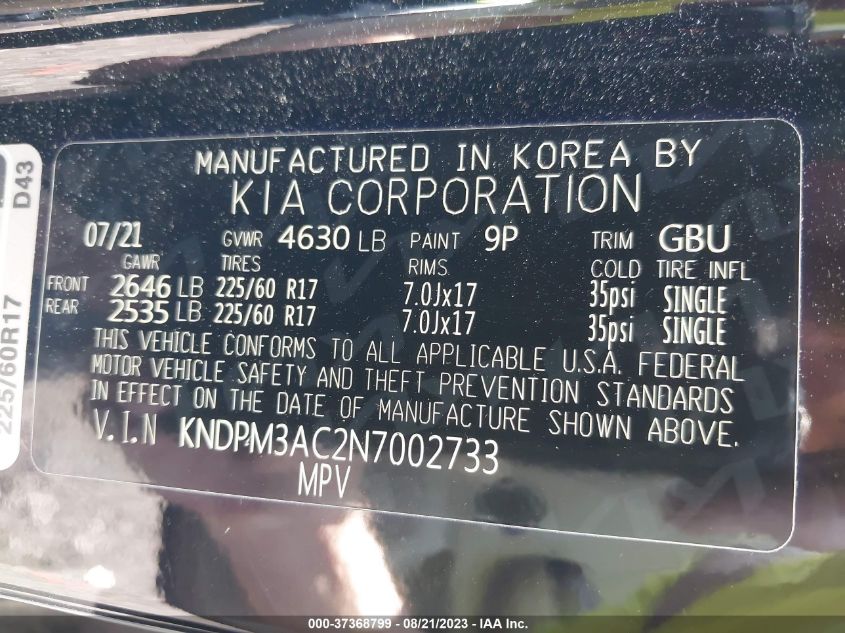 MANUFACTURED IN KOREA BY
KIA CORPORATION
07/21 GVWR 4630 LB PAINT 9P TRIM GBU
GAWR TIRES RIMS COLD TIRE INFL
FRONT 2646 LB 225/60 R17 7.0Jx17 35psi SINGLE
REAR 2535 LB 225/60 R17 7.0Jx17 35psi SINGLE
THIS VEHICLE CONFORMS TO ALL APPLICABLE U.S.A. FEDERAL
MOTOR VEHICLE SAFETY AND THEFT PREVENTION STANDARDS
IN EFFECT ON THE DATE OF MANUFACTURE SHOWN ABOVE.
V.I.N KNDPM3AC2N7002733
MPV
D43
225/60R17
000-37368799 - 08/21/2023 - IAA Inc.